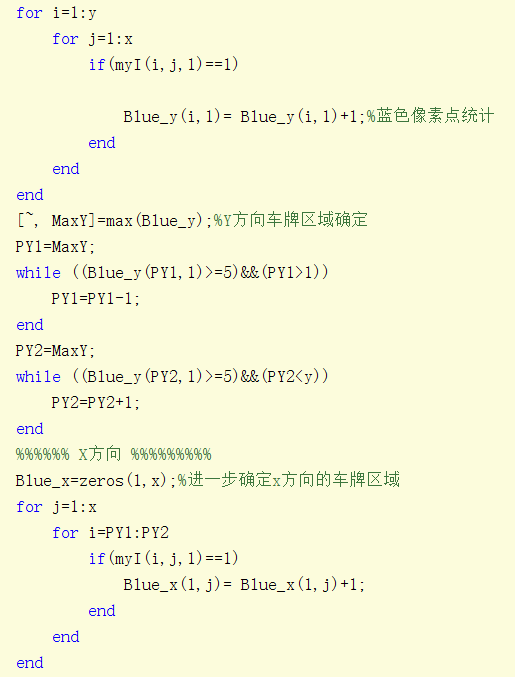 for i=1:y
    for j=1:x
        if(myI(i,j,1)==1)
            Blue_y(i,1)= Blue_y(i,1)+1;%蓝色像素点统计
        end
    end
end
[~, MaxY]=max(Blue_y);%Y方向车牌区域确定
PY1=MaxY;
while ((Blue_y(PY1,1)>=5)&&(PY1>1))
    PY1=PY1-1;
end
PY2=MaxY;
while ((Blue_y(PY2,1)>=5)&&(PY2<y))
    PY2=PY2+1;
end
%%%%%% X方向 %%%%%%%%%
Blue_x=zeros(1,x);%进一步确定x方向的车牌区域
for j=1:x
    for i=PY1:PY2
        if(myI(i,j,1)==1)
            Blue_x(1,j)= Blue_x(1,j)+1;
        end
    end
end